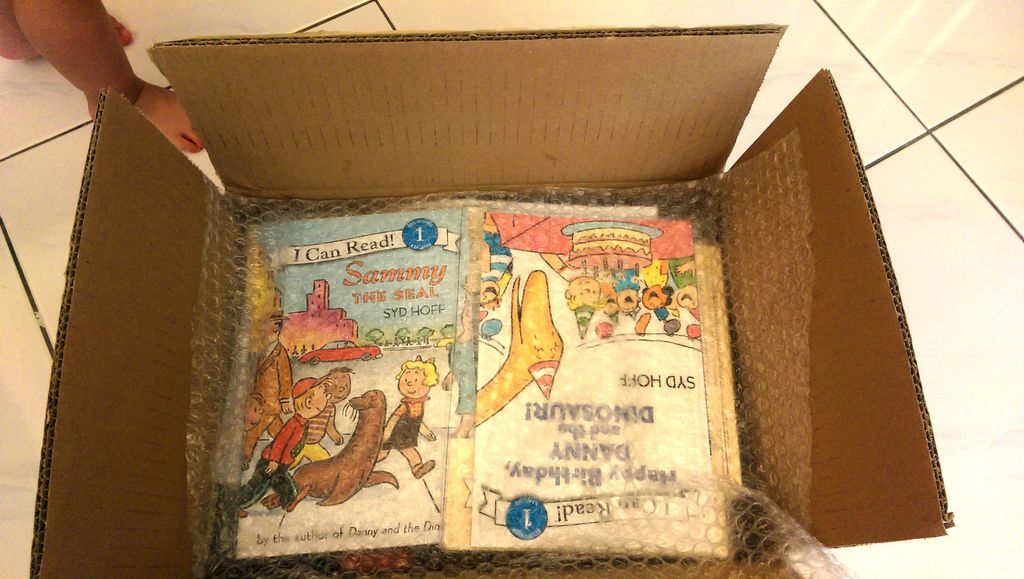 I Can Read!
1
Sammy
THE SEAL
SYD HOFF
by the author of Danny and the Din
I Can Read!
1
Happy Birthday,
DANNY
and the
DINOSAUR!
SYD HOFF